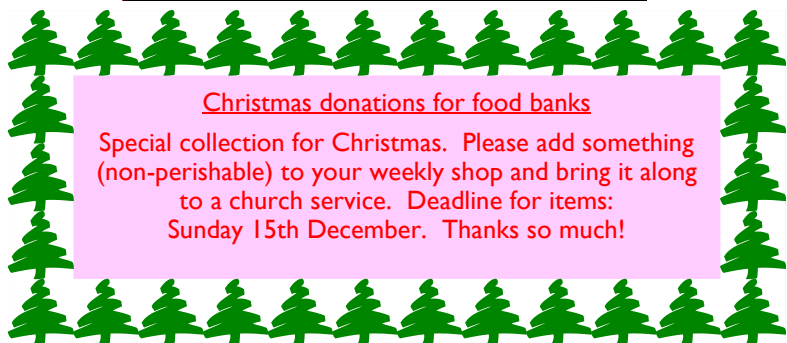 Christmas donations for food banks
Special collection for Christmas.  Please add something
(non-perishable) to your weekly shop and bring it along
to a church service.  Deadline for items:
Sunday 15th December.  Thanks so much!